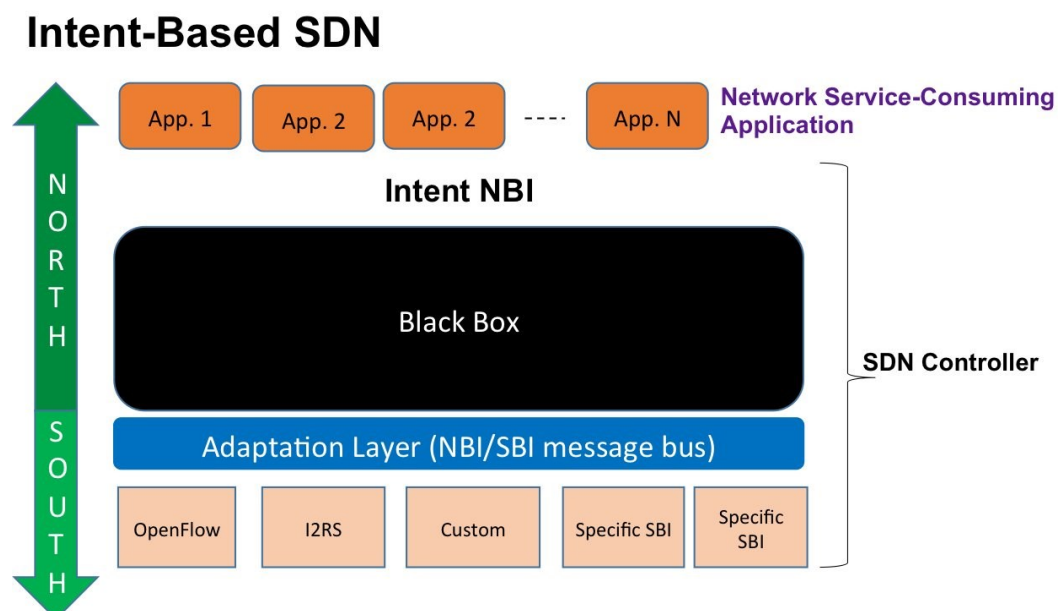 Intent-Based SDN
App. 1
App. 2
App. 2
----
App. N
Network Service-Consuming
Application
Intent NBI
N
O
R
T
H
Black Box
SDN Controller
S
O
U
T
H
Adaptation Layer (NBI/SBI message bus)
OpenFlow
I2RS
Custom
Specific SBI
Specific
SBI